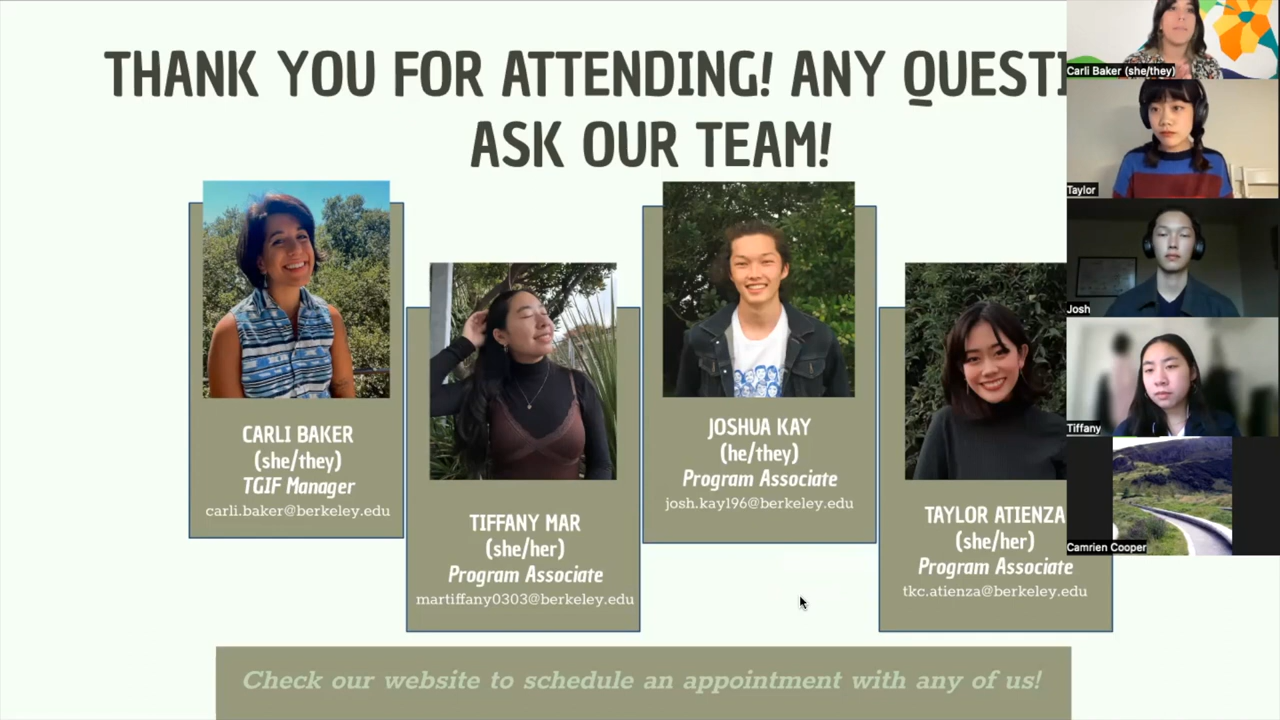 THANK YOU FOR ATTENDING! ANY QUESTI
ASK OUR TEAM!
CARLI BAKER
(she/they)
TGIF Manager
carli.baker@berkeley.edu
TIFFANY MAR
(she/her)
Program Associate
martiffany0303@berkeley.edu
JOSHUA KAY
(he/they)
Program Associate
josh.kay196@berkeley.edu
TAYLOR ATIENZA
(she/her)
Program Associate
tkc.atienza@berkeley.edu
Check our website to schedule an appointment with any of us!
Carli Baker (she/they)
Taylor
Josh
Tiffany
Camrien Cooper